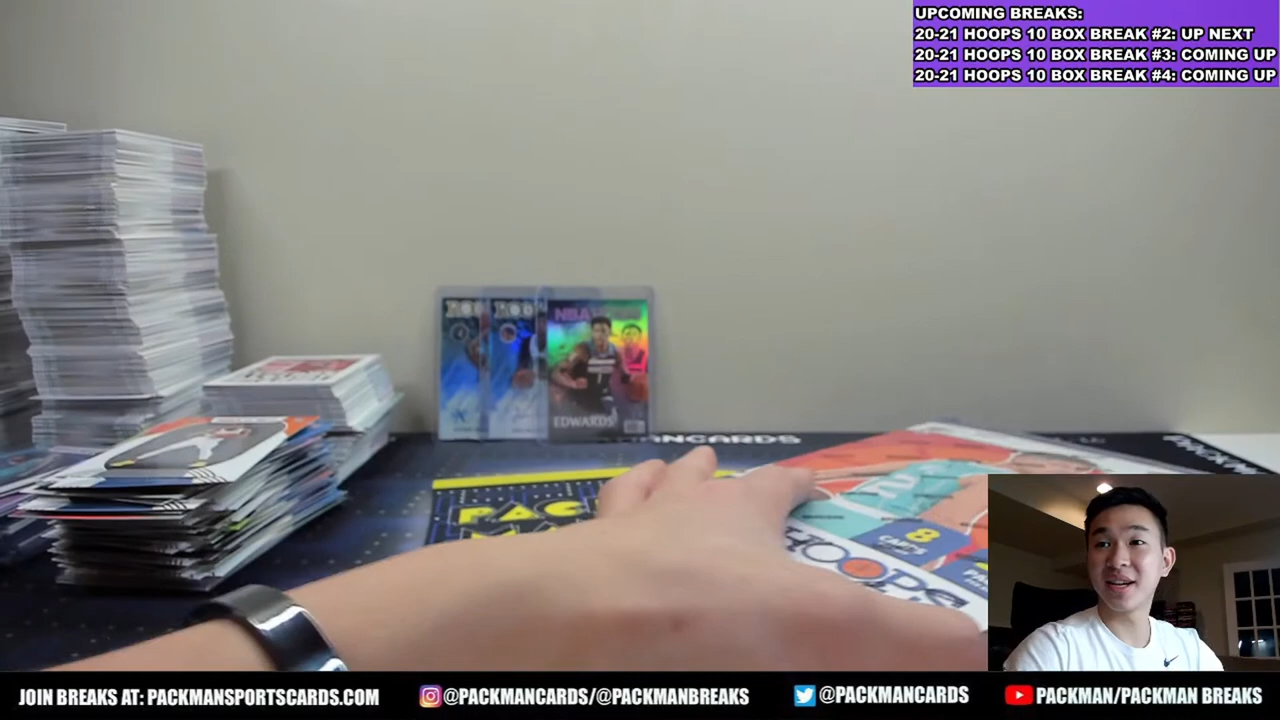 UPCOMING BREAKS:
20-21 HOOPS 10 BOX BREAK #2: UP NEXT
20-21 HOOPS 10 BOX BREAK #3: COMING UP
20-21 HOOPS 10 BOX BREAK #4: COMING UP
NBA
EDWARDS
8
CARDS
HOOPS
JOIN BREAKS AT: PACKMANSPORTSCARDS.COM
@PACKMANCARDS/@PACKMANBREAKS
@PACKMANCARDS
PACKMAN/PACKMAN BREAKS